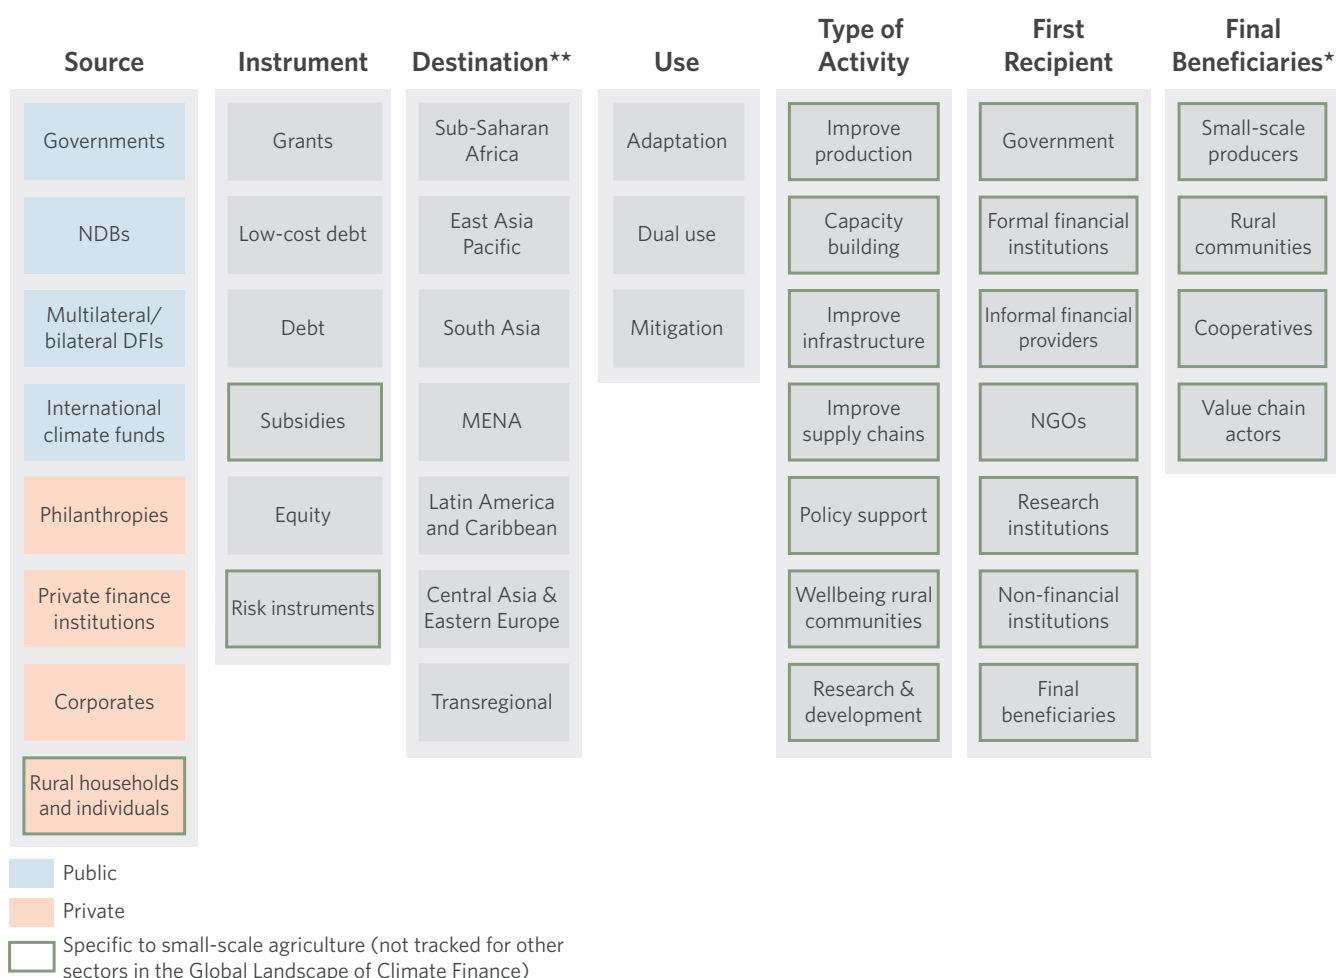 Source
Instrument
Destination**
Use
Type of
Activity
First
Recipient
Final
Beneficiaries*
Governments
NDBs
Multilateral/
bilateral DFIs
International
climate funds
Philanthropies
Private finance
institutions
Corporates
Rural households
and individuals
Grants
Low-cost debt
Debt
Subsidies
Equity
Risk instruments
Sub-Saharan
Africa
East Asia
Pacific
South Asia
MENA
Latin America
and Caribbean
Central Asia &
Eastern Europe
Transregional
Adaptation
Dual use
Mitigation
Improve
production
Capacity
building
Improve
infrastructure
Improve
supply chains
Policy support
Wellbeing rural
communities
Research &
development
Government
Formal financial
institutions
Informal financial
providers
NGOs
Research
institutions
Non-financial
institutions
Final
beneficiaries
Small-scale
producers
Rural
communities
Cooperatives
Value chain
actors
Public
Private
Specific to small-scale agriculture (not tracked for other
sectors in the Global Landscape of Climate Finance)